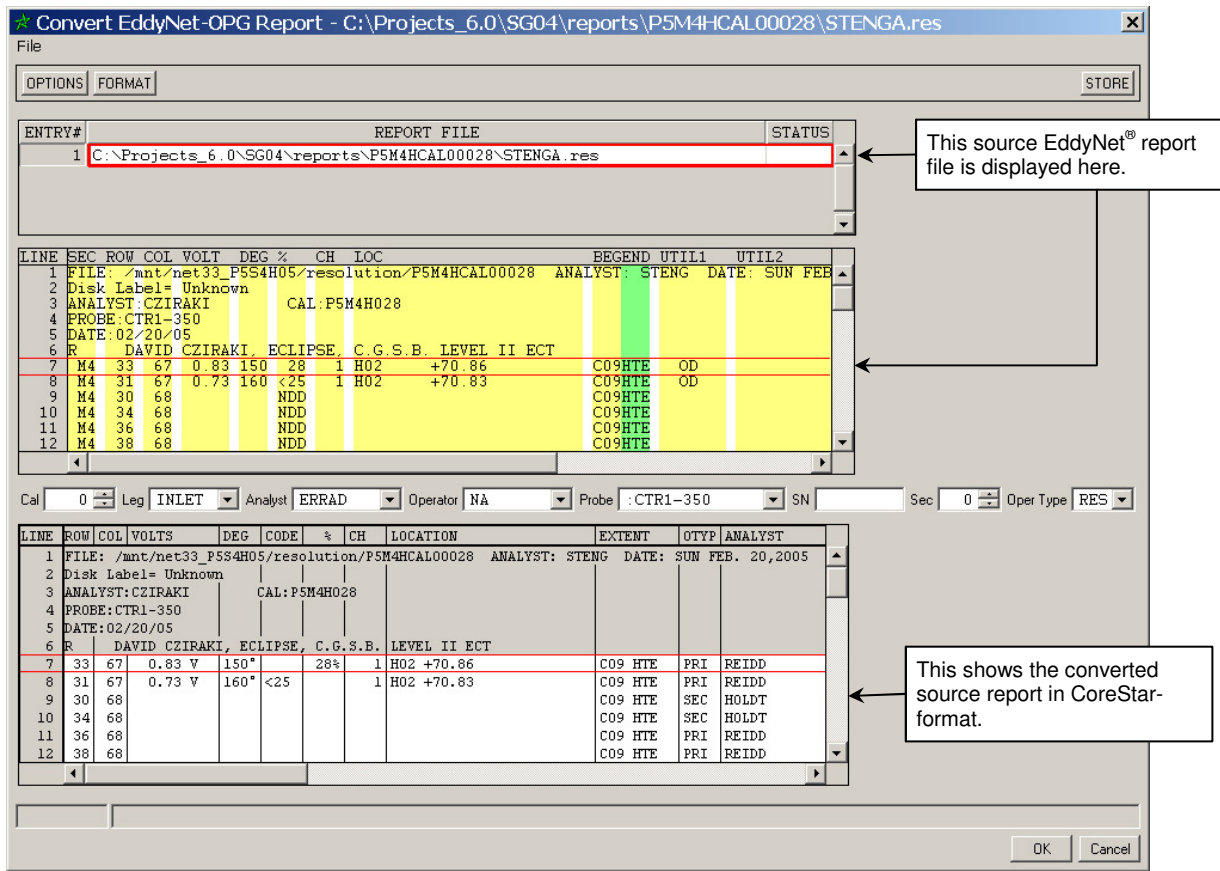 Convert EddyNet-OPG Report - C:\Projects_6.0\SG04\reports\P5M4HCAL00028\STENGA.res
File
OPTIONS FORMAT STORE
ENTRY# REPORT FILE STATUS
1 C:\Projects_6.0\SG04\reports\P5M4HCAL00028\STENGA.res
This source EddyNet® report
file is displayed here.
LINE SEC ROW COL VOLT DEG % CH LOC BEGEND UTIL1 UTIL2
1 FILE: /mnt/net33_P5S4H05/resolution/P5M4HCAL00028 ANALYST: STENG DATE: SUN FEB
2 Disk Label= Unknown
3 ANALYST:CZIRAKI CAL:P5M4H028
4 PROBE:CTR1-350
5 DATE:02/20/05
6 R DAVID CZIRAKI, ECLIPSE, C.G.S.B. LEVEL II ECT
7 M4 33 67 0.83 150 28 1 H02 +70.86 C09HTE OD
8 M4 31 67 0.73 160 <25 1 H02 +70.83 C09HTE OD
9 M4 30 68 NDD C09HTE
10 M4 34 68 NDD C09HTE
11 M4 36 68 NDD C09HTE
12 M4 38 68 NDD C09HTE
Cal 0 Leg INLET Analyst ERRAD Operator NA Probe :CTR1-350 SN Sec 0 Oper Type RES
LINE ROW COL VOLTS DEG CODE % CH LOCATION EXTENT OTYP ANALYST
1 FILE: /mnt/net33_P5S4H05/resolution/P5M4HCAL00028 ANALYST: STENG DATE: SUN FEB. 20,2005
2 Disk Label= Unknown
3 ANALYST:CZIRAKI CAL:P5M4H028
4 PROBE:CTR1-350
5 DATE:02/20/05
6 R DAVID CZIRAKI, ECLIPSE, C.G.S.B. LEVEL II ECT
7 33 67 0.83 V 150° 28% 1 H02 +70.86 C09 HTE PRI REIDD
8 31 67 0.73 V 160° <25 1 H02 +70.83 C09 HTE PRI REIDD
9 30 68 C09 HTE SEC HOLDT
10 34 68 C09 HTE SEC HOLDT
11 36 68 C09 HTE PRI REIDD
12 38 68 C09 HTE PRI REIDD
This shows the converted
source report in CoreStar-
format.
OK Cancel